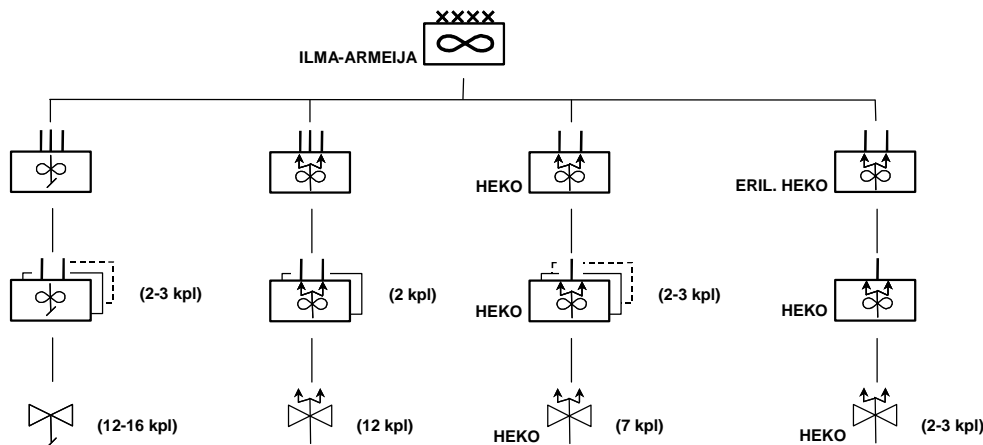 ILMA-ARMEIJA
HEKO
ERIL. HEKO
(2-3 kpl)
(2 kpl)
HEKO
(2-3 kpl)
HEKO
(12-16 kpl)
(12 kpl)
HEKO
(7 kpl)
HEKO
(2-3 kpl)